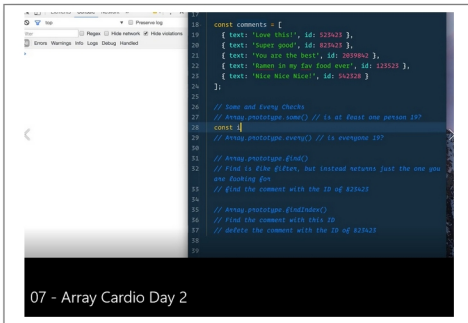 top
Preserve log
Regex
Hide network
Hide violations
Errors Warnings Info Logs Debug Handled
17
18 const comments = [
19 { text: 'Love this!', id: 523423 },
20 { text: 'Super good', id: 823423 },
21 { text: 'You are the best', id: 2039842 },
22 { text: 'Ramen in my fav food ever', id: 123523 },
23 { text: 'Nice Nice Nice!', id: 542328 }
24 ];
25
26 // Some and Every Checks
27 // Array.prototype.some() // is at least one person 19?
28 const i
29 // Array.prototype.every() // is everyone 19?
30
31 // Array.prototype.find()
32 // Find is like filter, but instead returns just the one you
are looking for
33 // find the comment with the ID of 823423
34
35 // Array.prototype.findIndex()
36 // Find the comment with this ID
37 // delete the comment with the ID of 823423
38
39
07 - Array Cardio Day 2